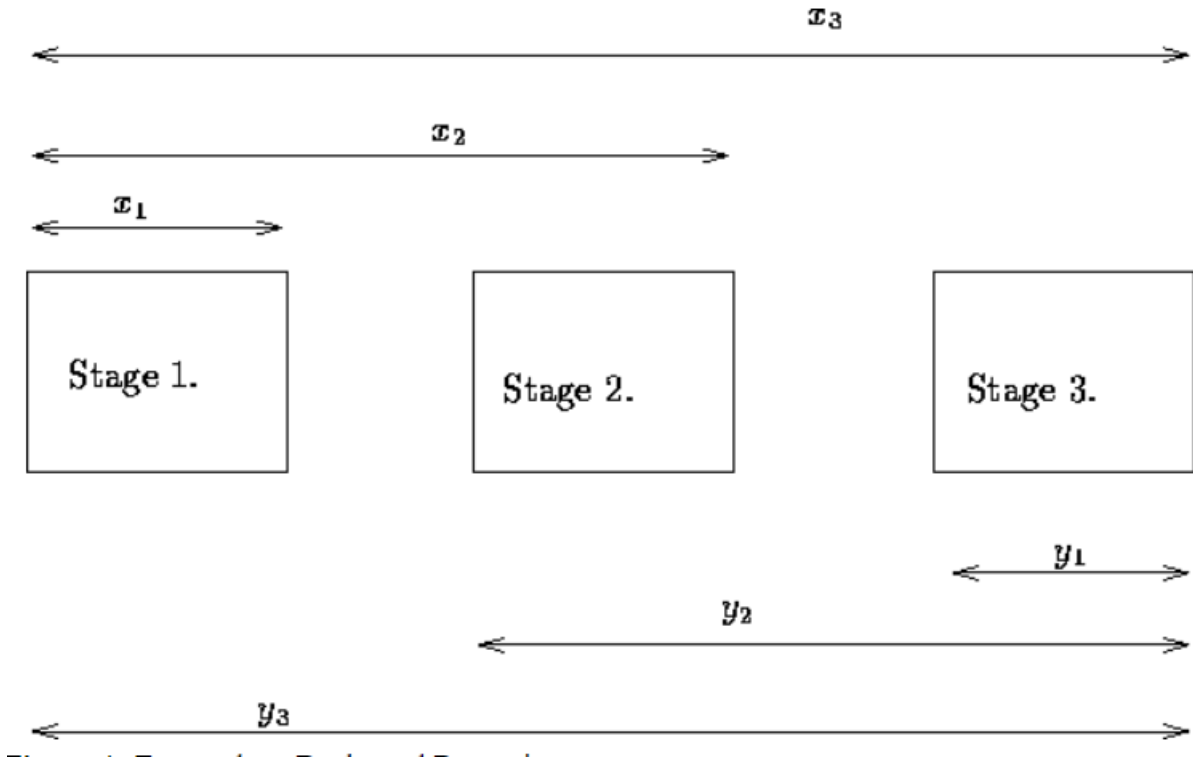 x₃
x₂
x₁
Stage 1.
Stage 2.
Stage 3.
y₁
y₂
y₃